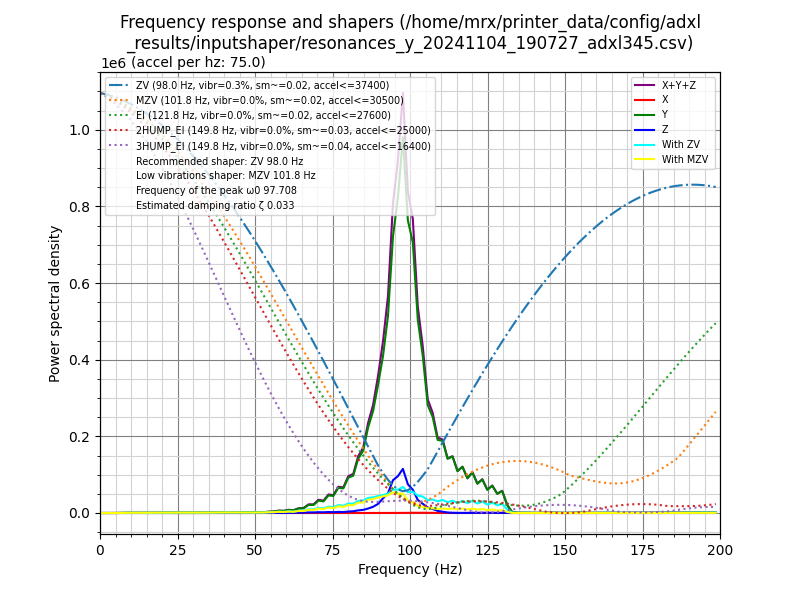 Frequency response and shapers (/home/mrx/printer_data/config/adxl
_results/inputshaper/resonances_y_20241104_190727_adxl345.csv)
1e6 (accel per hz: 75.0)
ZV (98.0 Hz, vibr=0.3%, sm~=0.02, accel<=37400)
MZV (101.8 Hz, vibr=0.0%, sm~=0.02, accel<=30500)
EI (121.8 Hz, vibr=0.0%, sm~=0.02, accel<=27600)
2HUMP_EI (149.8 Hz, vibr=0.0%, sm~=0.03, accel<=25000)
3HUMP_EI (149.8 Hz, vibr=0.0%, sm~=0.04, accel<=16400)
Recommended shaper: ZV 98.0 Hz
Low vibrations shaper: MZV 101.8 Hz
Frequency of the peak ω0 97.708
Estimated damping ratio ζ 0.033
X+Y+Z
X
Y
Z
With ZV
With MZV
Power spectral density
1.0
0.8
0.6
0.4
0.2
0.0
0 25 50 75 100 125 150 175 200
Frequency (Hz)